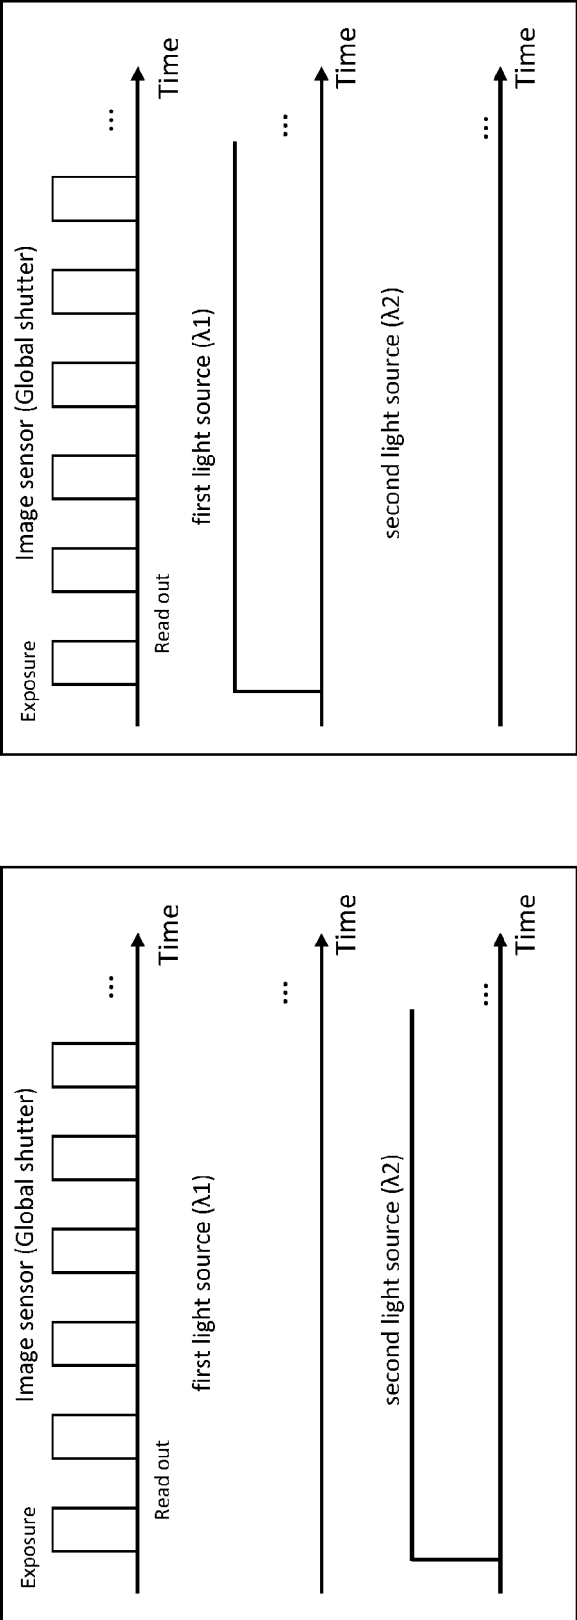 Image sensor (Global shutter)
Exposure
...
Read out
Time
first light source (λ1)
...
Time
second light source (λ2)
...
Time
Image sensor (Global shutter)
Exposure
...
Read out
Time
first light source (λ1)
...
Time
second light source (λ2)
...
Time